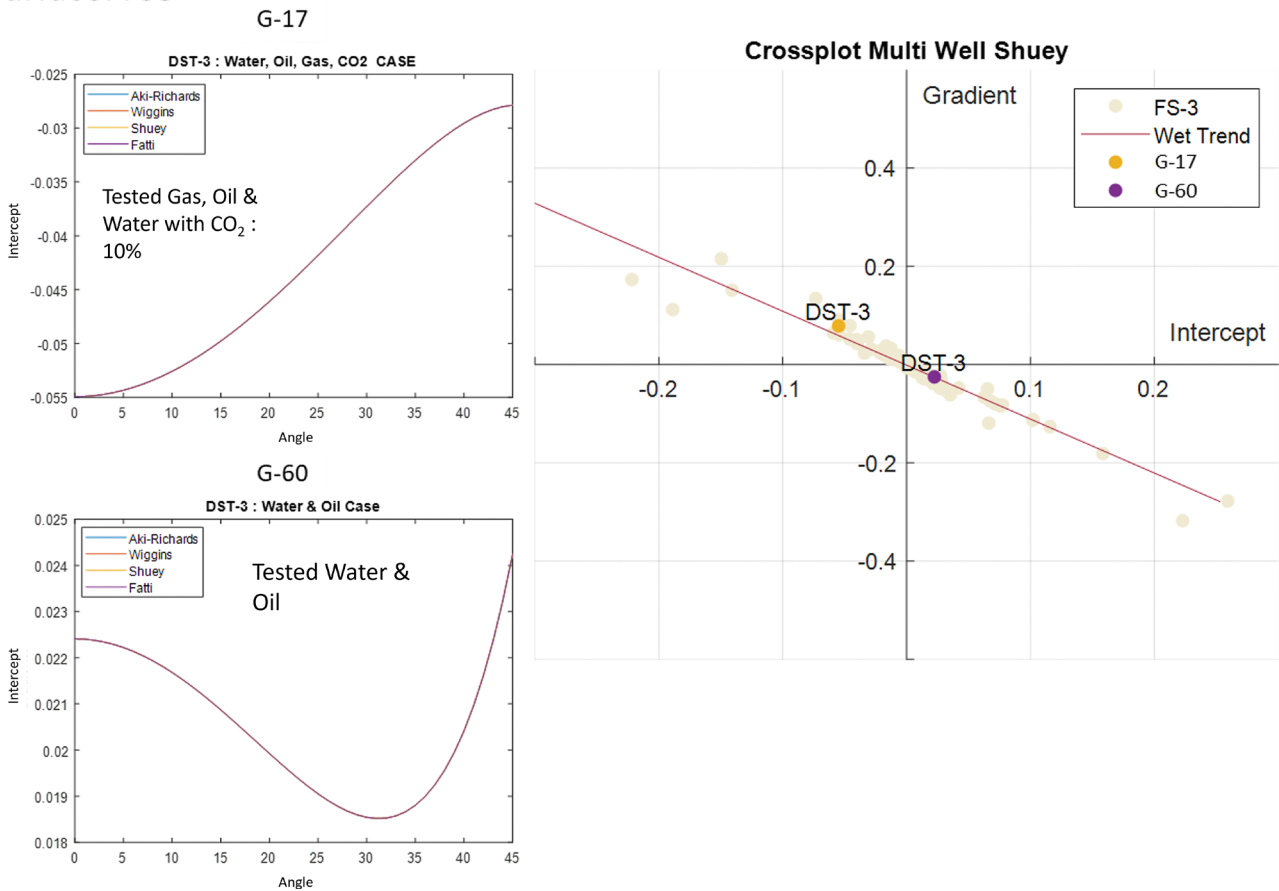 G-17
DST-3 : Water, Oil, Gas, CO2 CASE
-0.025
-0.03
-0.035
-0.04
-0.045
-0.05
-0.055
Intercept
Aki-Richards
Wiggins
Shuey
Fatti
Tested Gas, Oil &
Water with CO₂ :
10%
0 5 10 15 20 25 30 35 40 45
Angle
G-60
DST-3 : Water & Oil Case
0.025
0.024
0.023
0.022
0.021
0.02
0.019
0.018
Intercept
Aki-Richards
Wiggins
Shuey
Fatti
Tested Water &
Oil
0 5 10 15 20 25 30 35 40 45
Angle
Crossplot Multi Well Shuey
Gradient
FS-3
Wet Trend
G-17
G-60
0.4
0.2
DST-3
Intercept
DST-3
-0.2 -0.1 0.1 0.2
-0.2
-0.4